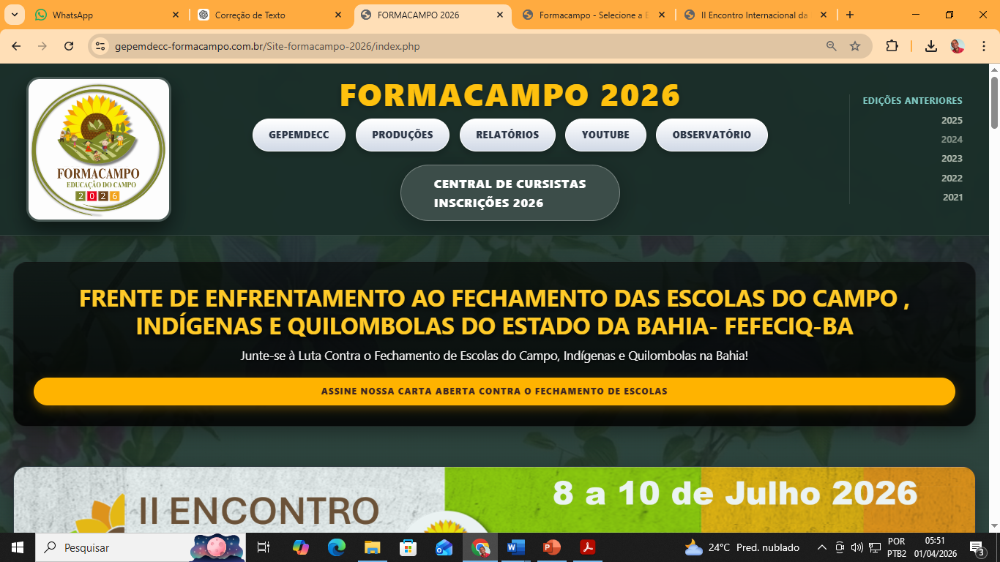 WhatsApp
Correção de Texto
FORMACAMPO 2026
Formacampo - Selecione a E
II Encontro Internacional da
gepemdecc-formacampo.com.br/Site-formacampo-2026/index.php
FORMACAMPO
EDUCAÇÃO DO CAMPO
2026
FORMACAMPO 2026
GEPEMDECC
PRODUÇÕES
RELATÓRIOS
YOUTUBE
OBSERVATÓRIO
CENTRAL DE CURSISTAS
INSCRIÇÕES 2026
EDIÇÕES ANTERIORES
2025
2024
2023
2022
2021
FRENTE DE ENFRENTAMENTO AO FECHAMENTO DAS ESCOLAS DO CAMPO ,
INDÍGENAS E QUILOMBOLAS DO ESTADO DA BAHIA- FEFECIQ-BA
Junte-se à Luta Contra o Fechamento de Escolas do Campo, Indígenas e Quilombolas na Bahia!
ASSINE NOSSA CARTA ABERTA CONTRA O FECHAMENTO DE ESCOLAS
II ENCONTRO
8 a 10 de Julho 2026
Pesquisar
24°C Pred. nublado
POR
PTB2
05:51
01/04/2026
3